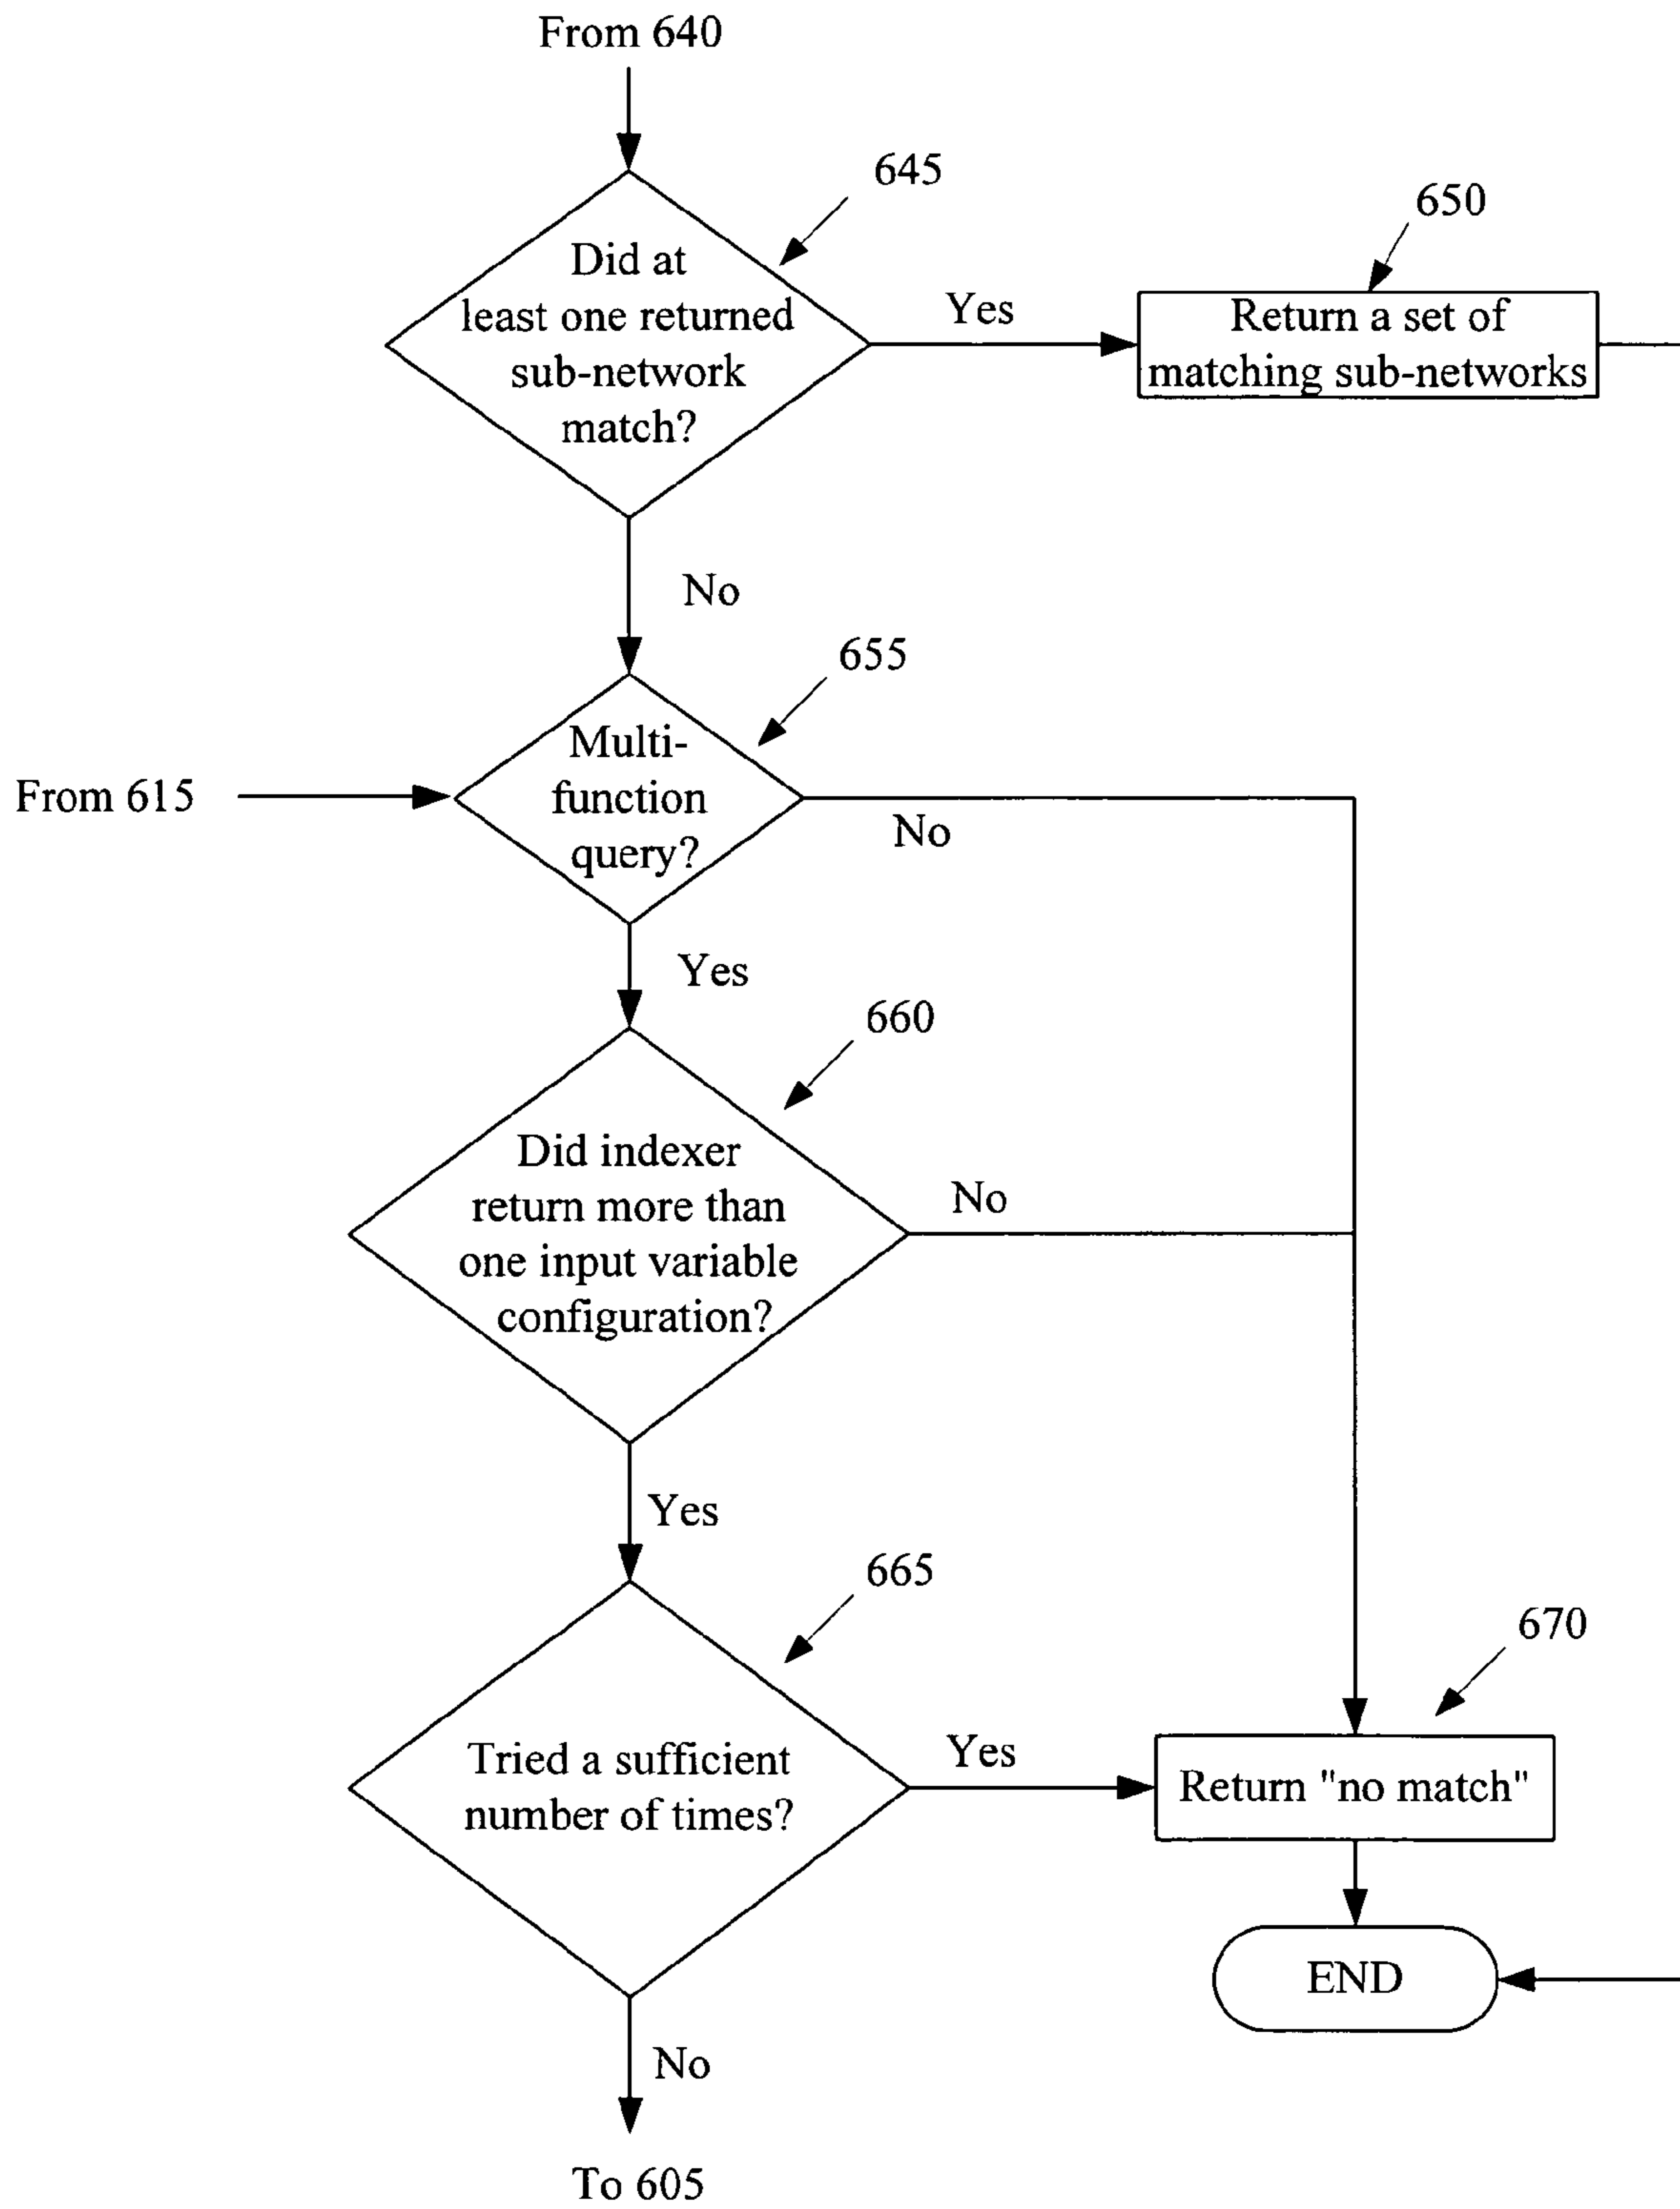 From 640
645
Did at
least one returned
sub-network
match?
Yes
650
Return a set of
matching sub-networks
No
655
From 615
Multi-
function
query?
No
Yes
660
Did indexer
return more than
one input variable
configuration?
No
Yes
665
Tried a sufficient
number of times?
Yes
670
Return "no match"
END
No
To 605